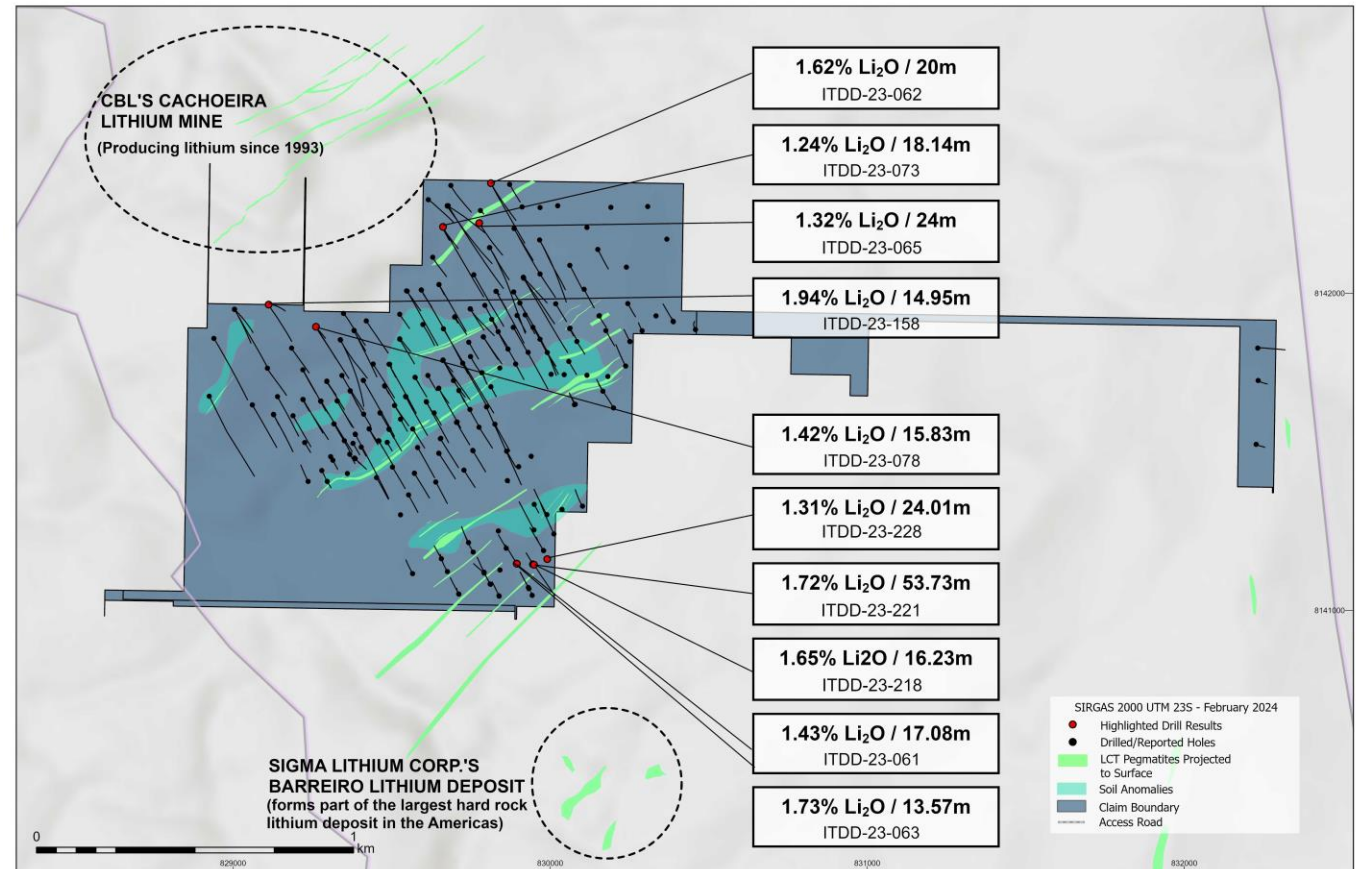 CBL'S CACHOEIRA
LITHIUM MINE
(Producing lithium since 1993)
1.62% Li₂O / 20m
ITDD-23-062
1.24% Li₂O / 18.14m
ITDD-23-073
1.32% Li₂O / 24m
ITDD-23-065
1.94% Li₂O / 14.95m
ITDD-23-158
1.42% Li₂O / 15.83m
ITDD-23-078
1.31% Li₂O / 24.01m
ITDD-23-228
1.72% Li₂O / 53.73m
ITDD-23-221
1.65% Li2O / 16.23m
ITDD-23-218
1.43% Li₂O / 17.08m
ITDD-23-061
1.73% Li₂O / 13.57m
ITDD-23-063
8142000
8141000
SIGMA LITHIUM CORP.'S
BARREIRO LITHIUM DEPOSIT
(forms part of the largest hard rock
lithium deposit in the Americas)
SIRGAS 2000 UTM 23S - February 2024
Highlighted Drill Results
Drilled/Reported Holes
LCT Pegmatites Projected
to Surface
Soil Anomalies
Claim Boundary
Access Road
0
1
km
829000
830000
831000
832000